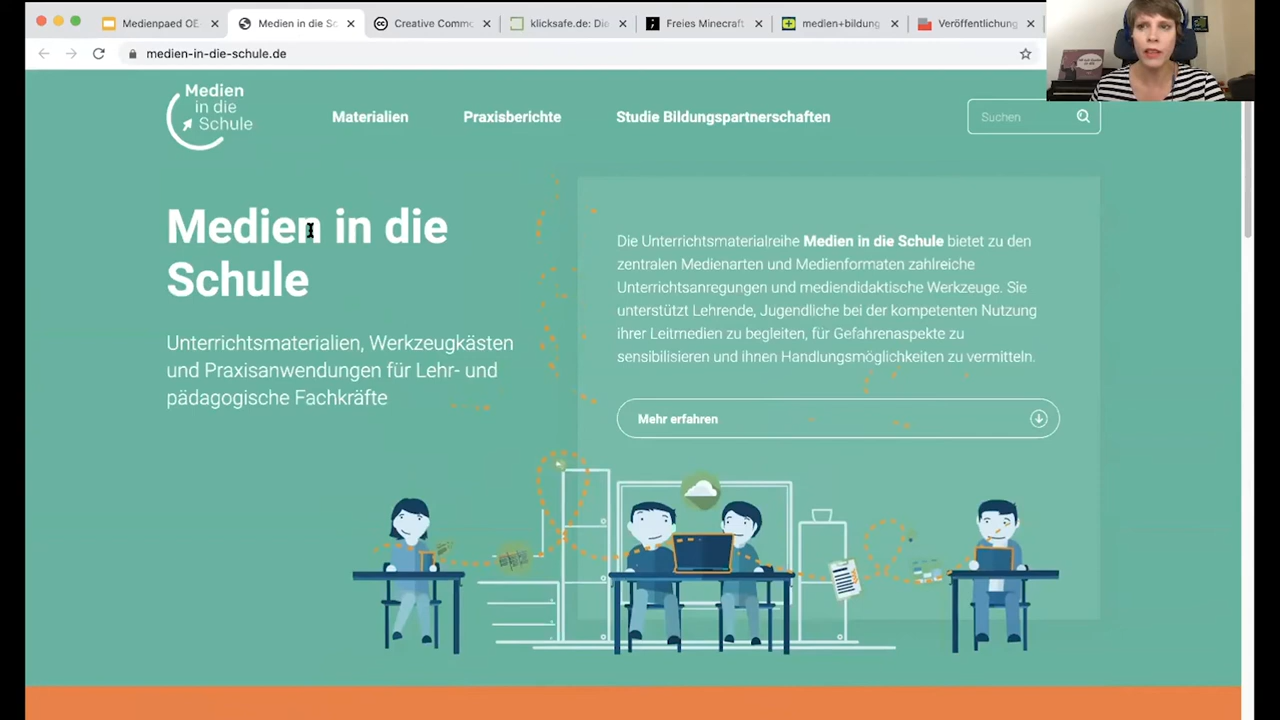 Medienpaed OE
Medien in die Sc
Creative Commo
klicksafe.de: Die
Freies Minecraft
medien+bildung
Veröffentlichung
medien-in-die-schule.de
Medien
in die
Schule
Materialien
Praxisberichte
Studie Bildungspartnerschaften
Suchen
Medien in die
Schule
Unterrichtsmaterialien, Werkzeugkästen
und Praxisanwendungen für Lehr- und
pädagogische Fachkräfte
Die Unterrichtsmaterialreihe Medien in die Schule bietet zu den
zentralen Medienarten und Medienformaten zahlreiche
Unterrichtsanregungen und mediendidaktische Werkzeuge. Sie
unterstützt Lehrende, Jugendliche bei der kompetenten Nutzung
ihrer Leitmedien zu begleiten, für Gefahrenaspekte zu
sensibilisieren und ihnen Handlungsmöglichkeiten zu vermitteln.
Mehr erfahren